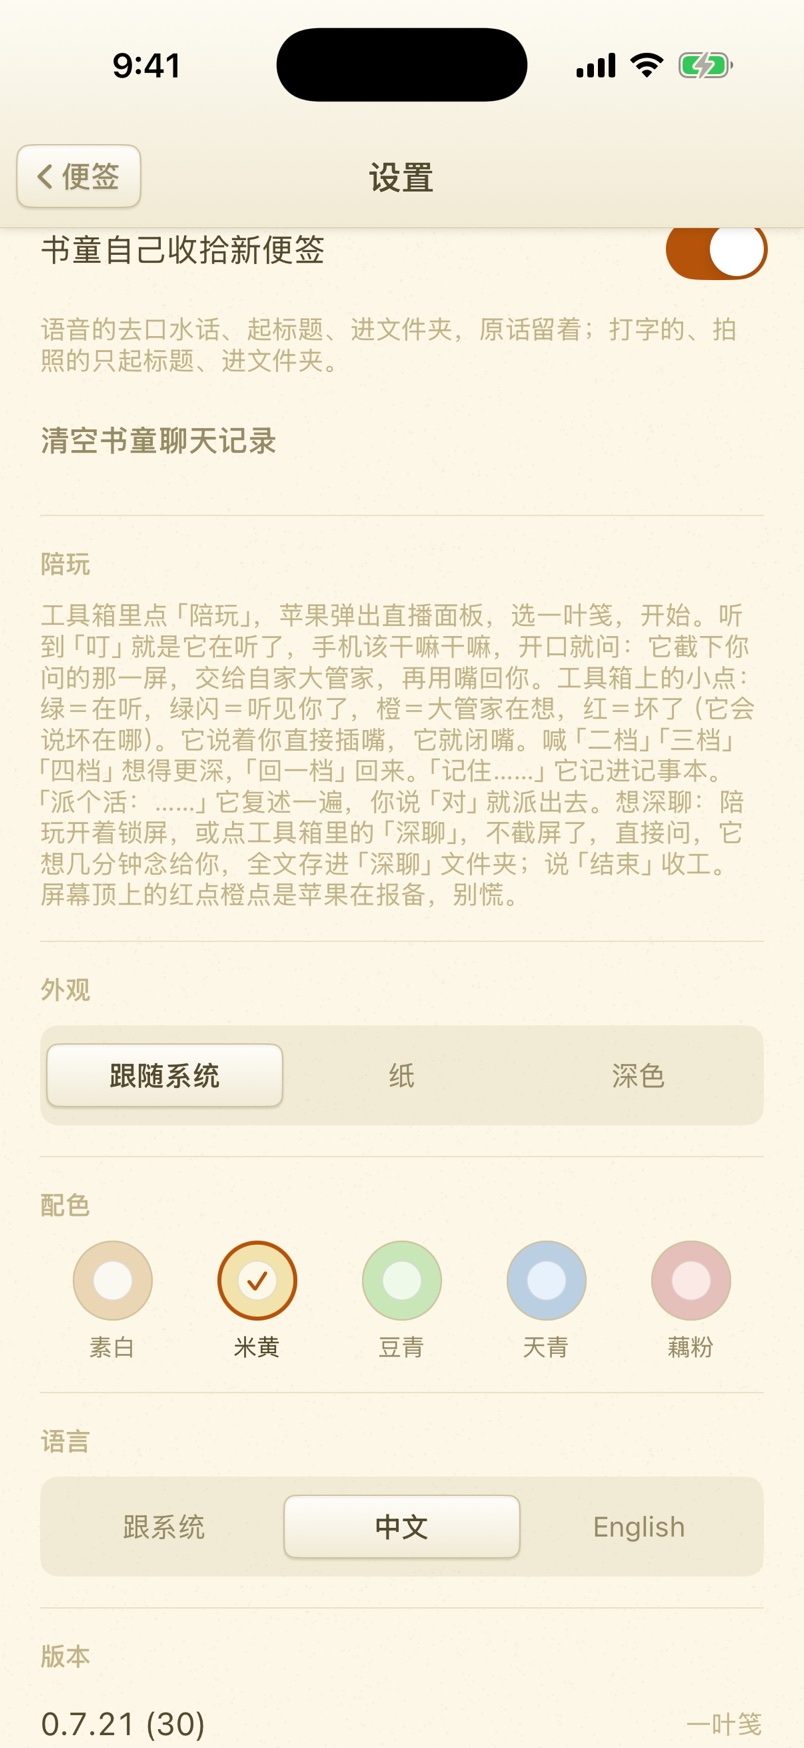 9:41
便签
设置
书童自己收拾新便签
语音的去口水话、起标题、进文件夹，原话留着；打字的、拍
照的只起标题、进文件夹。
清空书童聊天记录
陪玩
工具箱里点「陪玩」，苹果弹出直播面板，选一叶笺，开始。听
到「叮」就是它在听了，手机该干嘛干嘛，开口就问：它截下你
问的那一屏，交给自家大管家，再用嘴回你。工具箱上的小点：
绿＝在听，绿闪＝听见你了，橙＝大管家在想，红＝坏了（它会
说坏在哪）。它说着你直接插嘴，它就闭嘴。喊「二档」「三档」
「四档」想得更深，「回一档」回来。「记住……」它记进记事本。
「派个活：……」它复述一遍，你说「对」就派出去。想深聊：陪
玩开着锁屏，或点工具箱里的「深聊」，不截屏了，直接问，它
想几分钟念给你，全文存进「深聊」文件夹；说「结束」收工。
屏幕顶上的红点橙点是苹果在报备，别慌。
外观
跟随系统 纸 深色
配色
素白 米黄 豆青 天青 藕粉
语言
跟系统 中文 English
版本
0.7.21 (30) 一叶笺